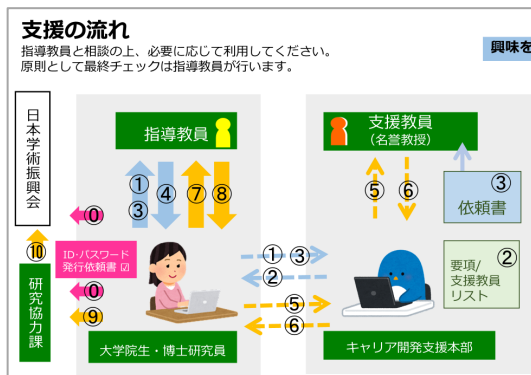 支援の流れ
指導教員と相談の上、必要に応じて利用してください。
原則として最終チェックは指導教員が行います。
興味を
日本学術振興会
指導教員
支援教員
(名誉教授)
①
③
④
⑦
⑧
⑤
⑥
③
依頼書
⓪
⑩
ID・パスワード
発行依頼書 ☑
① ③
②
②
要項/
支援教員
リスト
研究協力課
⓪
⑨
⑤
⑥
大学院生・博士研究員
キャリア開発支援本部